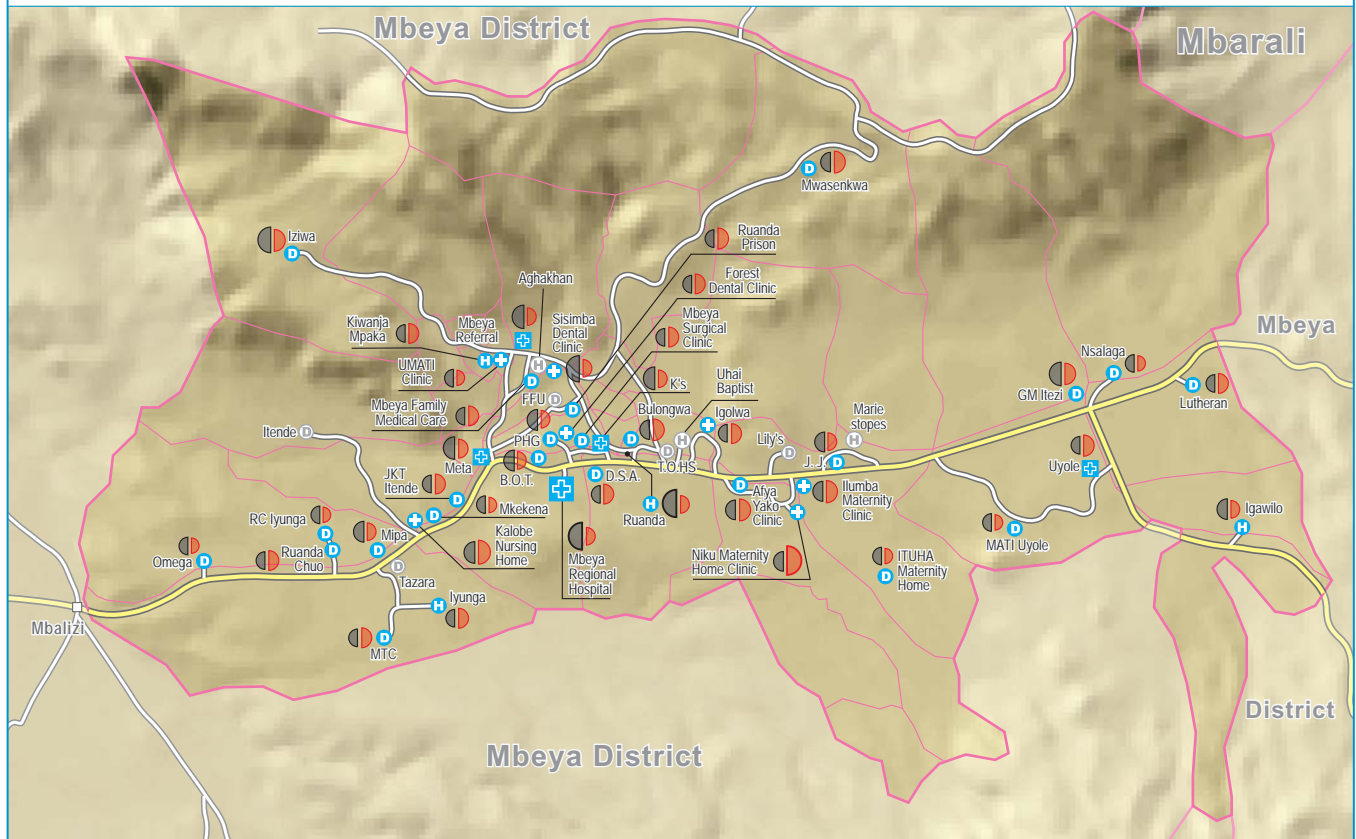 Mbeya District
Mbarali
Mwasenkwa
Iziwa
Ruanda
Prison
Forest
Dental Clinic
Aghakhan
Kiwanja
Mpaka
Mbeya
Referral
Sisimba
Dental
Clinic
Mbeya
Surgical
Clinic
Mbeya
UMATI
Clinic
K's
Uhai
Baptist
Nsalaga
GM Itezi
Lutheran
Mbeya Family
Medical Care
FFU
D
Bulongwa
Igolwa
Marie
stopes
Itende
D
PHG
Lily's
D
J. J.
Meta
B.O.T.
D.S.A.
T.O.HS
Uyole
JKT
Itende
Mkekena
Ruanda
Afya
Yako
Clinic
Ilumba
Maternity
Clinic
RC Iyunga
Mipa
Kalobe
Nursing
Home
Igawilo
MATI Uyole
Omega
Ruanda
Chuo
Mbeya
Regional
Hospital
Niku Maternity
Home Clinic
ITUHA
Maternity
Home
Tazara
Iyunga
Mbalizi
MTC
District
Mbeya District